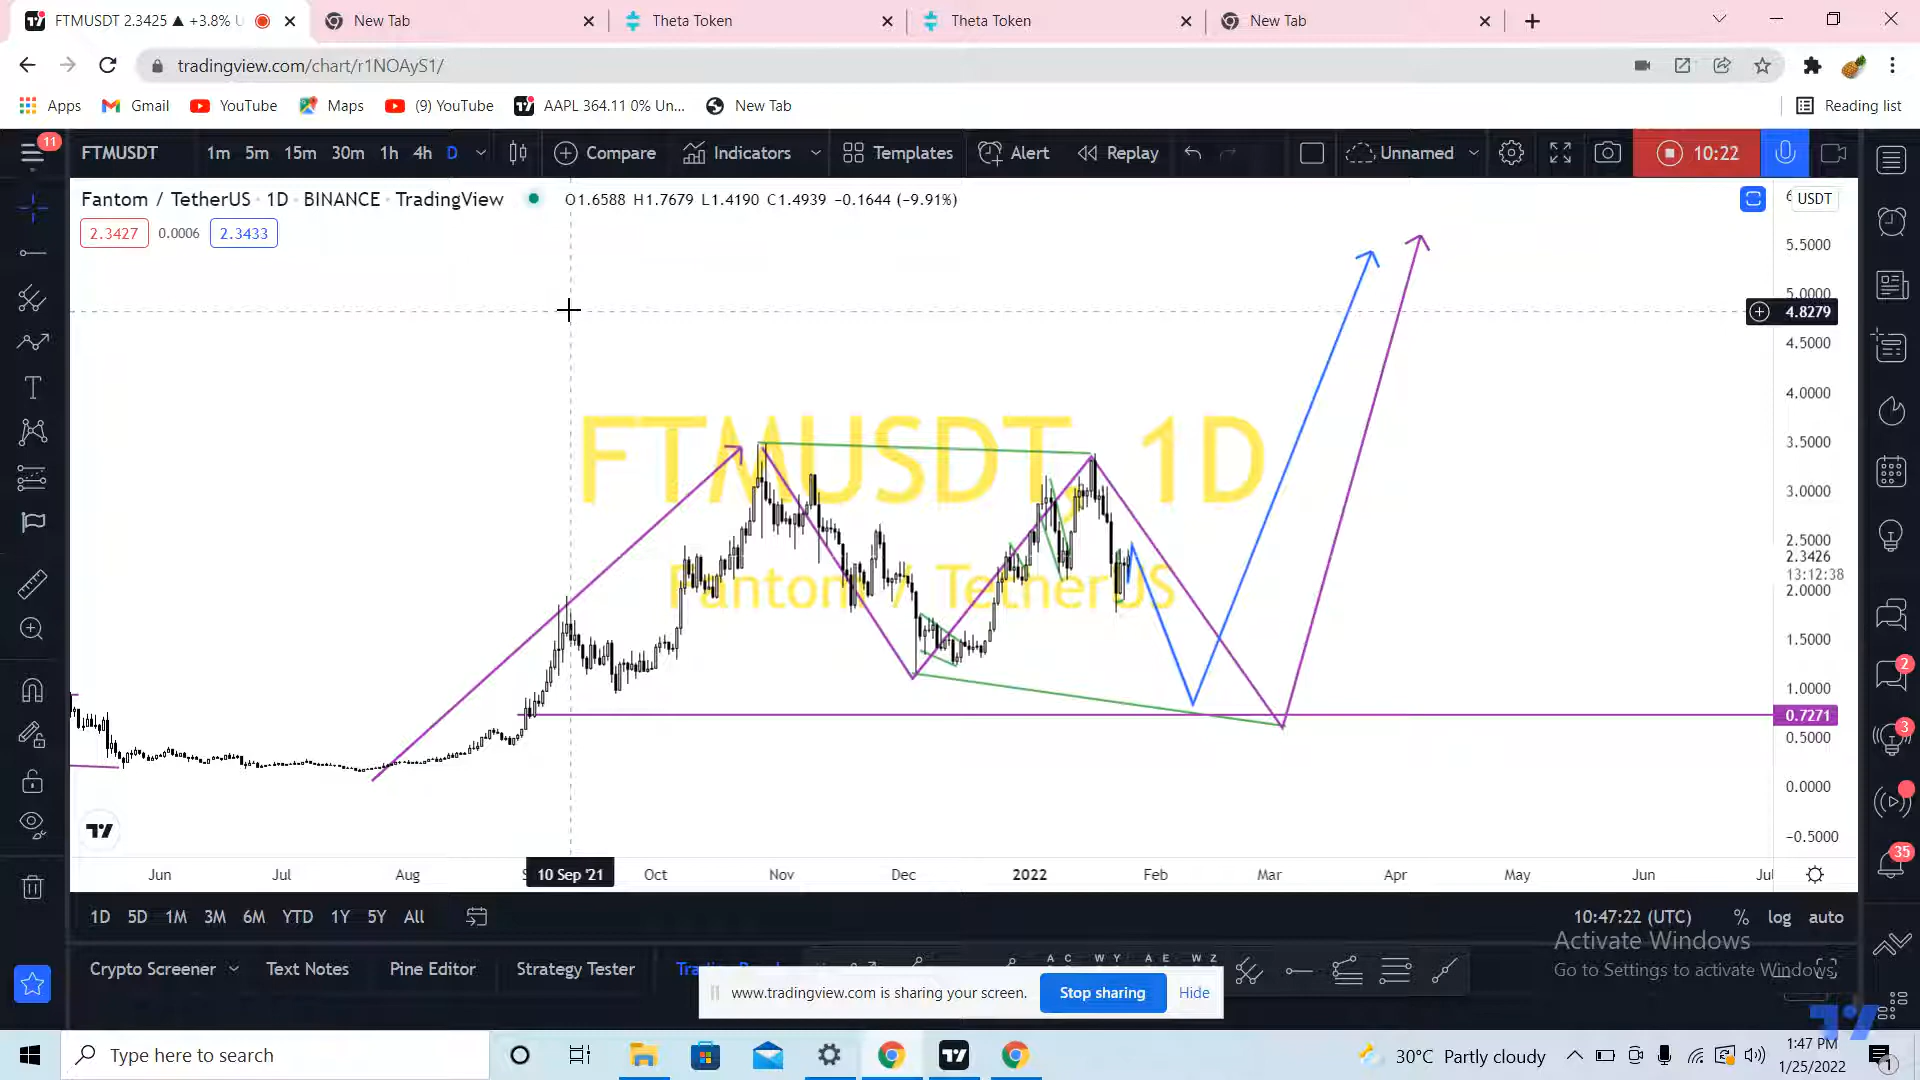 FTMUSDT 2.3425 ▲ +3.8% U
New Tab
Theta Token
Theta Token
New Tab
tradingview.com/chart/r1NOAyS1/
Apps
Gmail
YouTube
Maps
(9) YouTube
AAPL 364.11 0% Un...
New Tab
Reading list
11
FTMUSDT
1m
5m
15m
30m
1h
4h
D
Compare
Indicators
Templates
Alert
Replay
Unnamed
10:22
Fantom / TetherUS · 1D · BINANCE · TradingView
O1.6588 H1.7679 L1.4190 C1.4939 −0.1644 (−9.91%)
USDT
2.3427
0.0006
2.3433
5.5000
5.0000
4.8279
4.5000
4.0000
3.5000
3.0000
2.5000
2.3426
13:12:38
2.0000
1.5000
1.0000
0.7271
0.5000
0.0000
−0.5000
FTMUSDT, 1D
Fantom / TetherUS
Jun
Jul
Aug
10 Sep '21
Oct
Nov
Dec
2022
Feb
Mar
Apr
May
Jun
Jul
1D
5D
1M
3M
6M
YTD
1Y
5Y
All
10:47:22 (UTC)
%
log
auto
Activate Windows
Go to Settings to activate Windows.
Crypto Screener
Text Notes
Pine Editor
Strategy Tester
A C
W Y
A E
W Z
www.tradingview.com is sharing your screen.
Stop sharing
Hide
2
3
35
Type here to search
30°C Partly cloudy
1:47 PM
1/25/2022
1